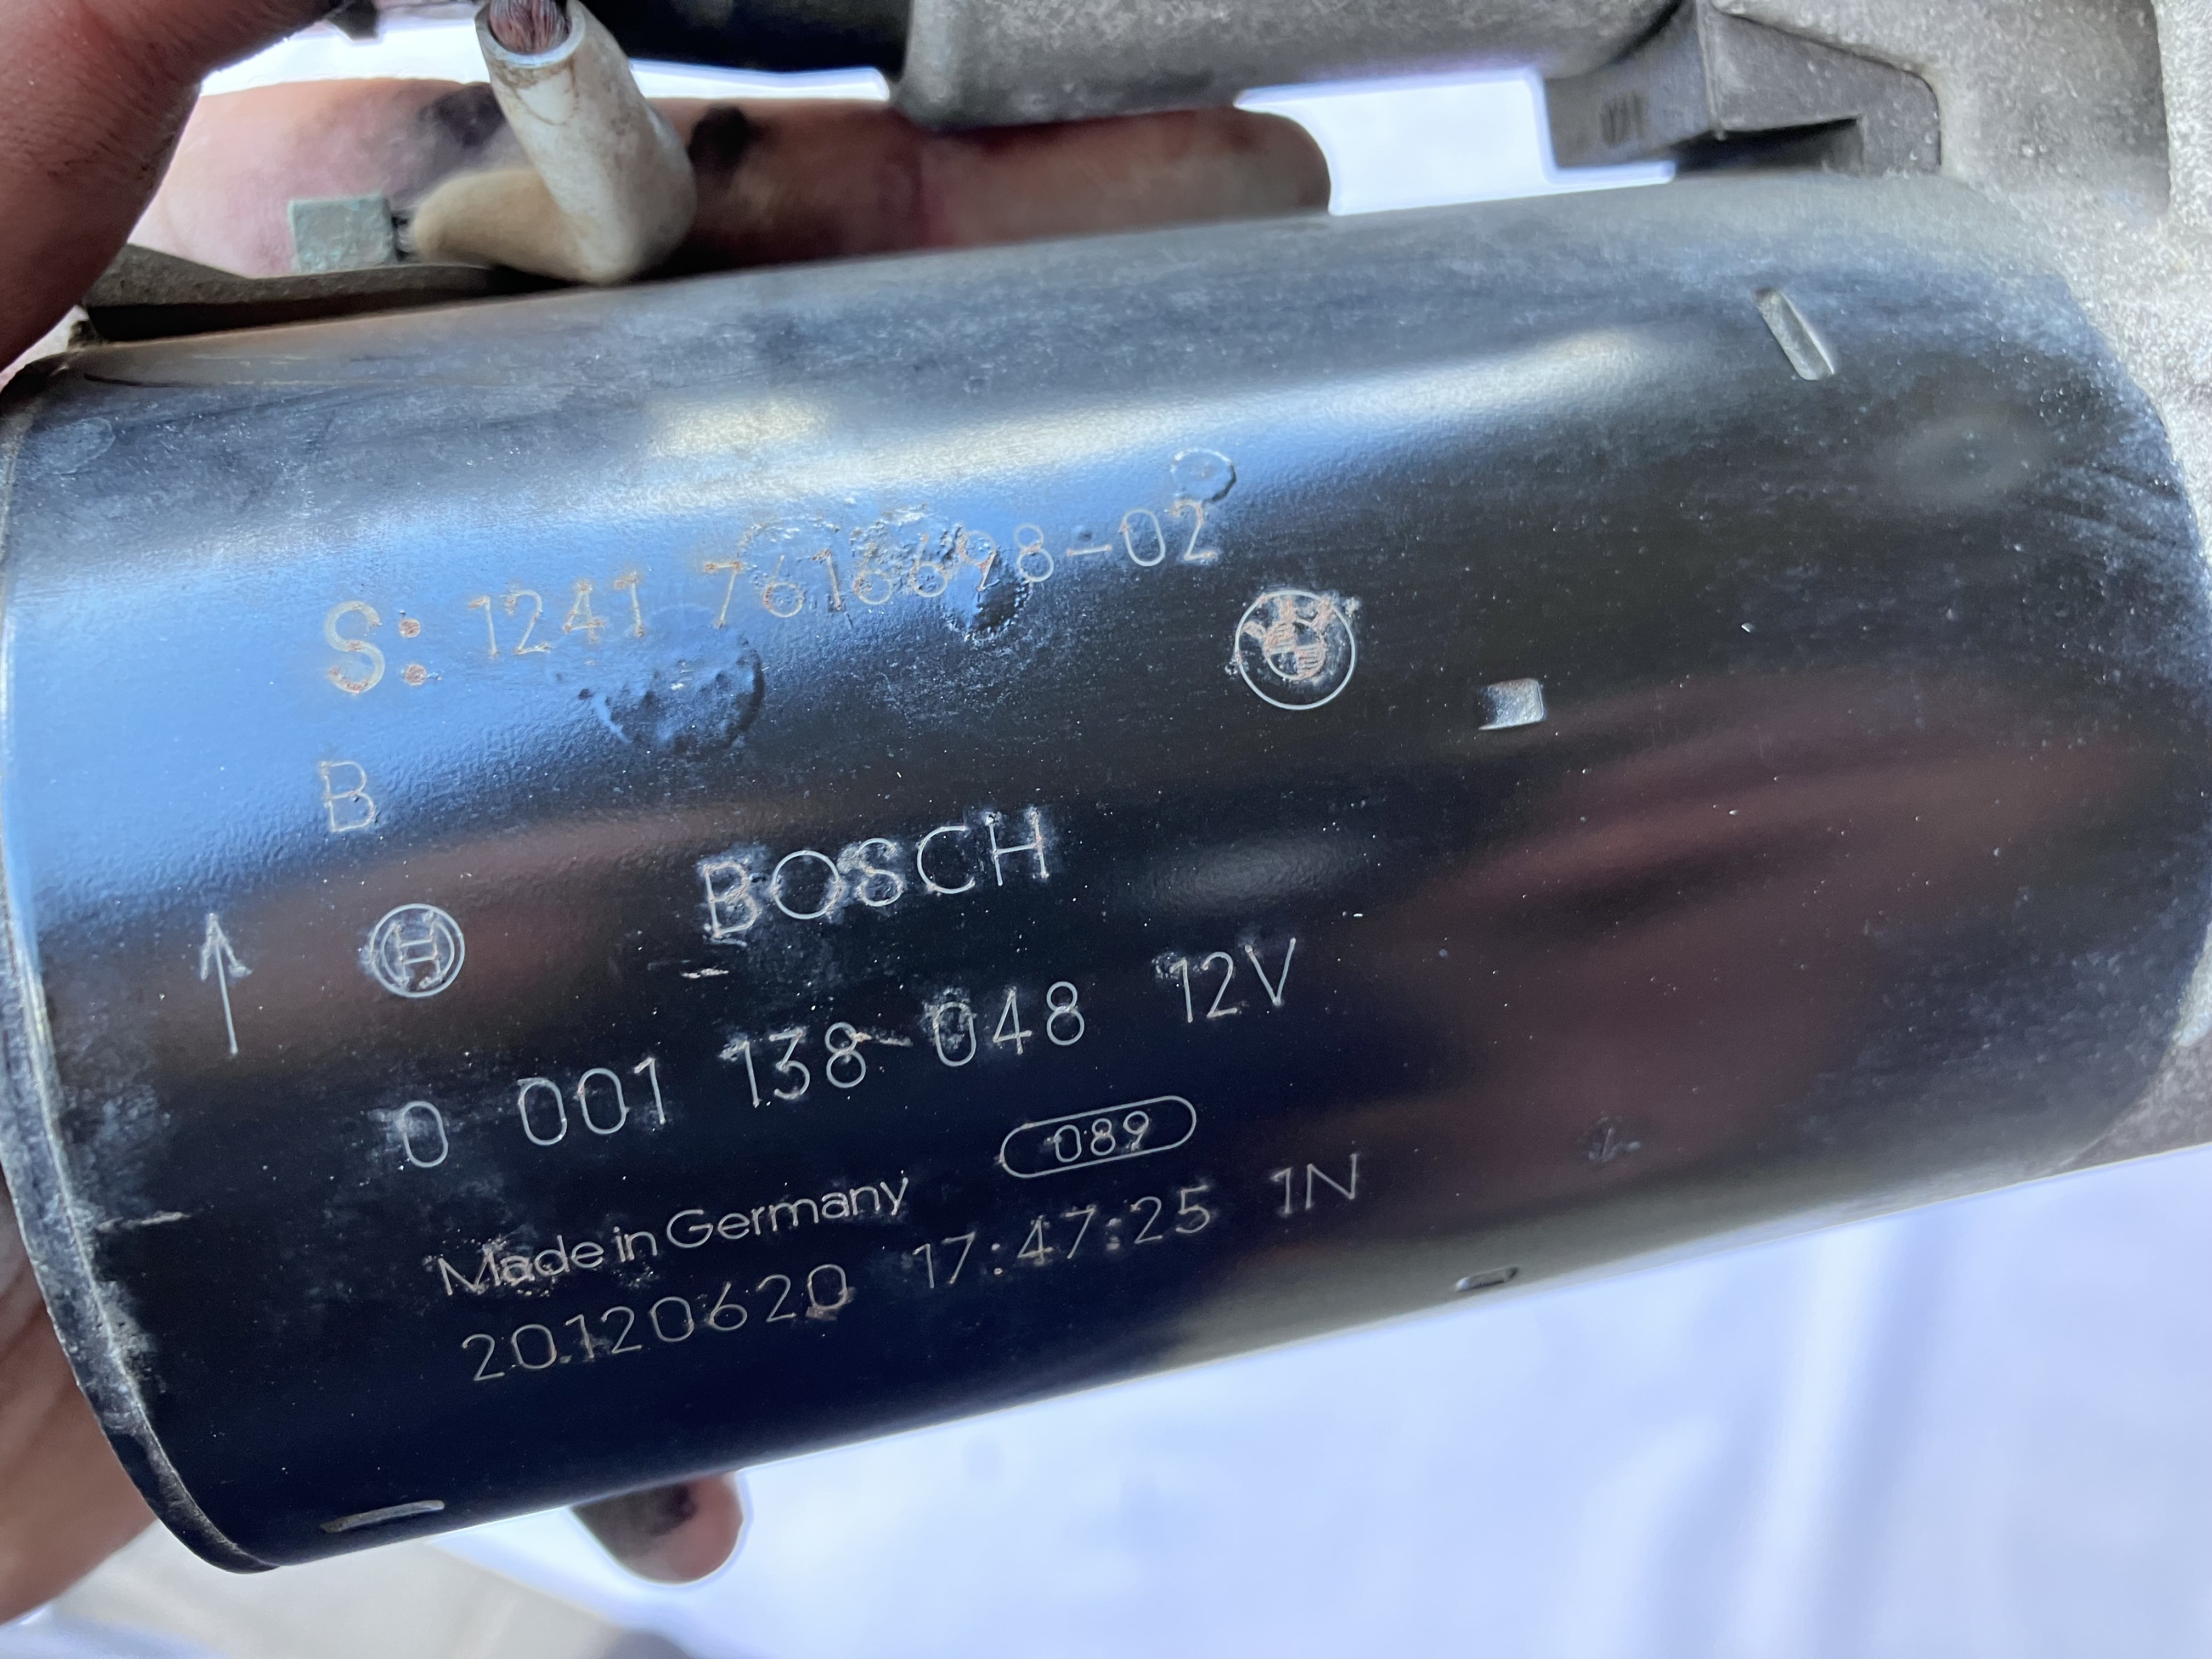 S: 1241 7616698-02
B
BOSCH
0 001 138 048 12V
089
Made in Germany
20120620 17:47:25 1N